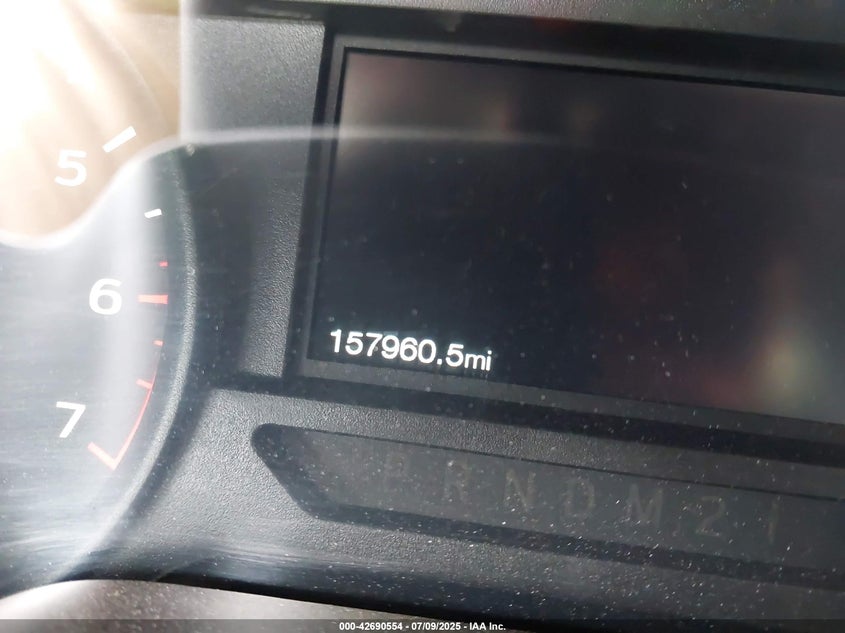 5
6
157960.5mi
7
P R N D M 2 1
000-42690554 - 07/09/2025 - IAA Inc.